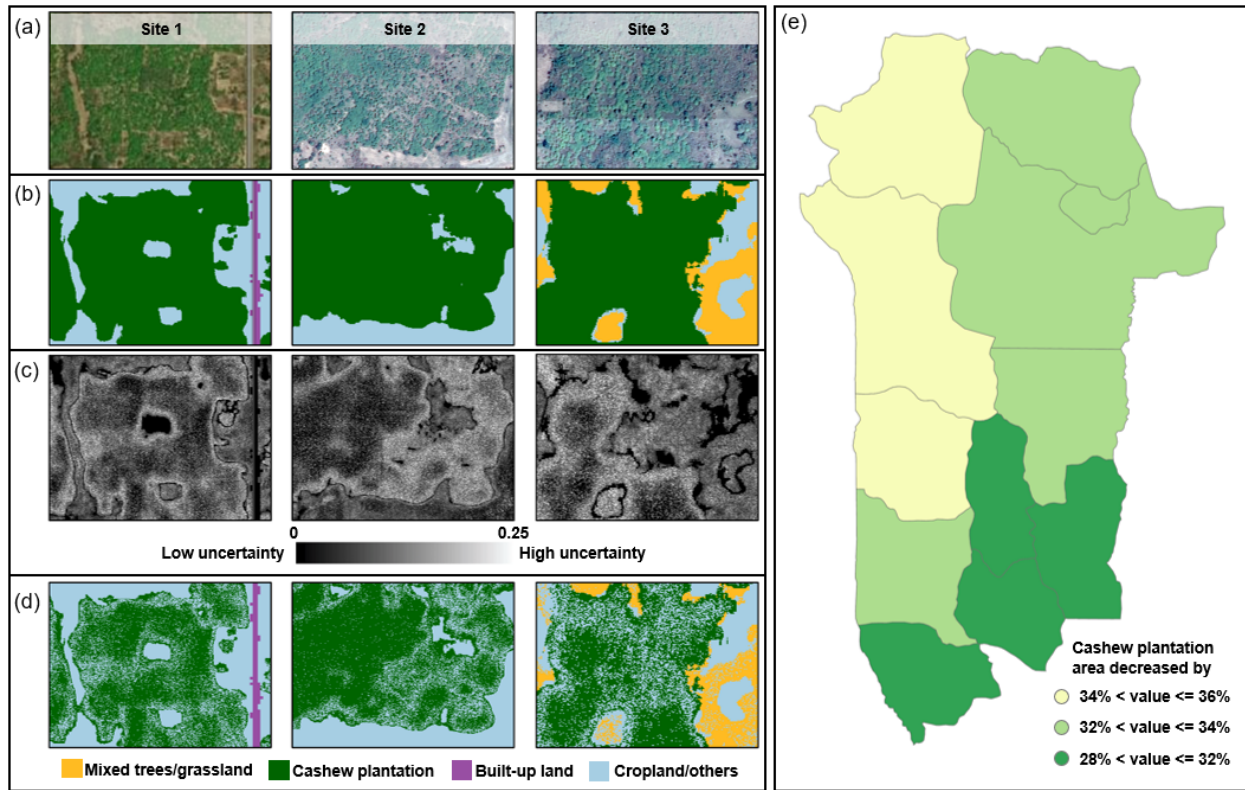 (a)
Site 1
Site 2
Site 3
(b)
(c)
0
0.25
Low uncertainty
High uncertainty
(d)
Mixed trees/grassland
Cashew plantation
Built-up land
Cropland/others
(e)
Cashew plantation
area decreased by
34% < value <= 36%
32% < value <= 34%
28% < value <= 32%